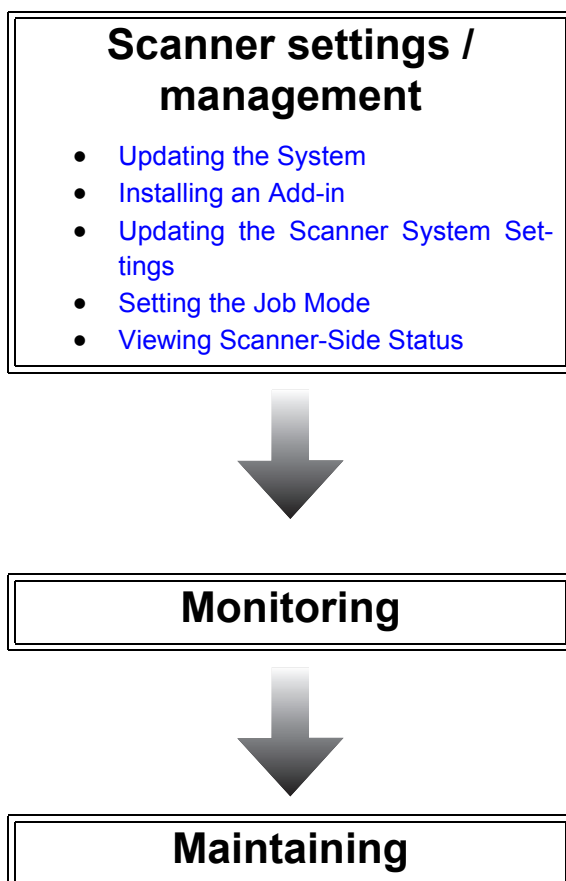 Scanner settings /
management
• Updating the System
• Installing an Add-in
• Updating the Scanner System Set-
tings
• Setting the Job Mode
• Viewing Scanner-Side Status
Monitoring
Maintaining